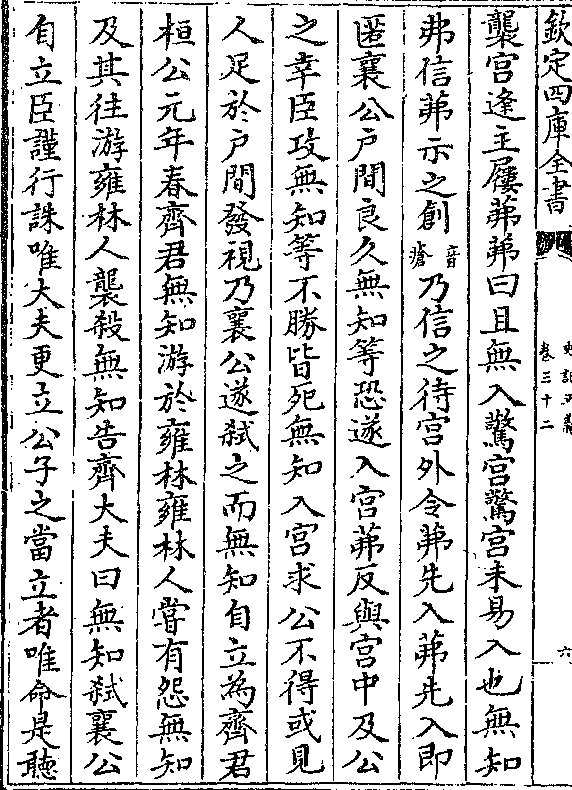 欽定四庫全書
史記正義
卷三十二
六
襲宮逢主屨茀茀曰且無入驚宮驚宮未易入也無知
弗信茀示之創音瘡乃信之待宮外令茀先入茀先入即
匿襄公戶間良久無知等恐遂入宮茀反與宮中及公
之幸臣攻無知等不勝皆死無知入宮求公不得或見
人足於戶間發視乃襄公遂弑之而無知自立為齊君
桓公元年春齊君無知游於雍林雍林人嘗有怨無知
及其往游雍林人襲殺無知告齊大夫曰無知弑襄公
自立臣謹行誅唯大夫更立公子之當立者唯命是聽